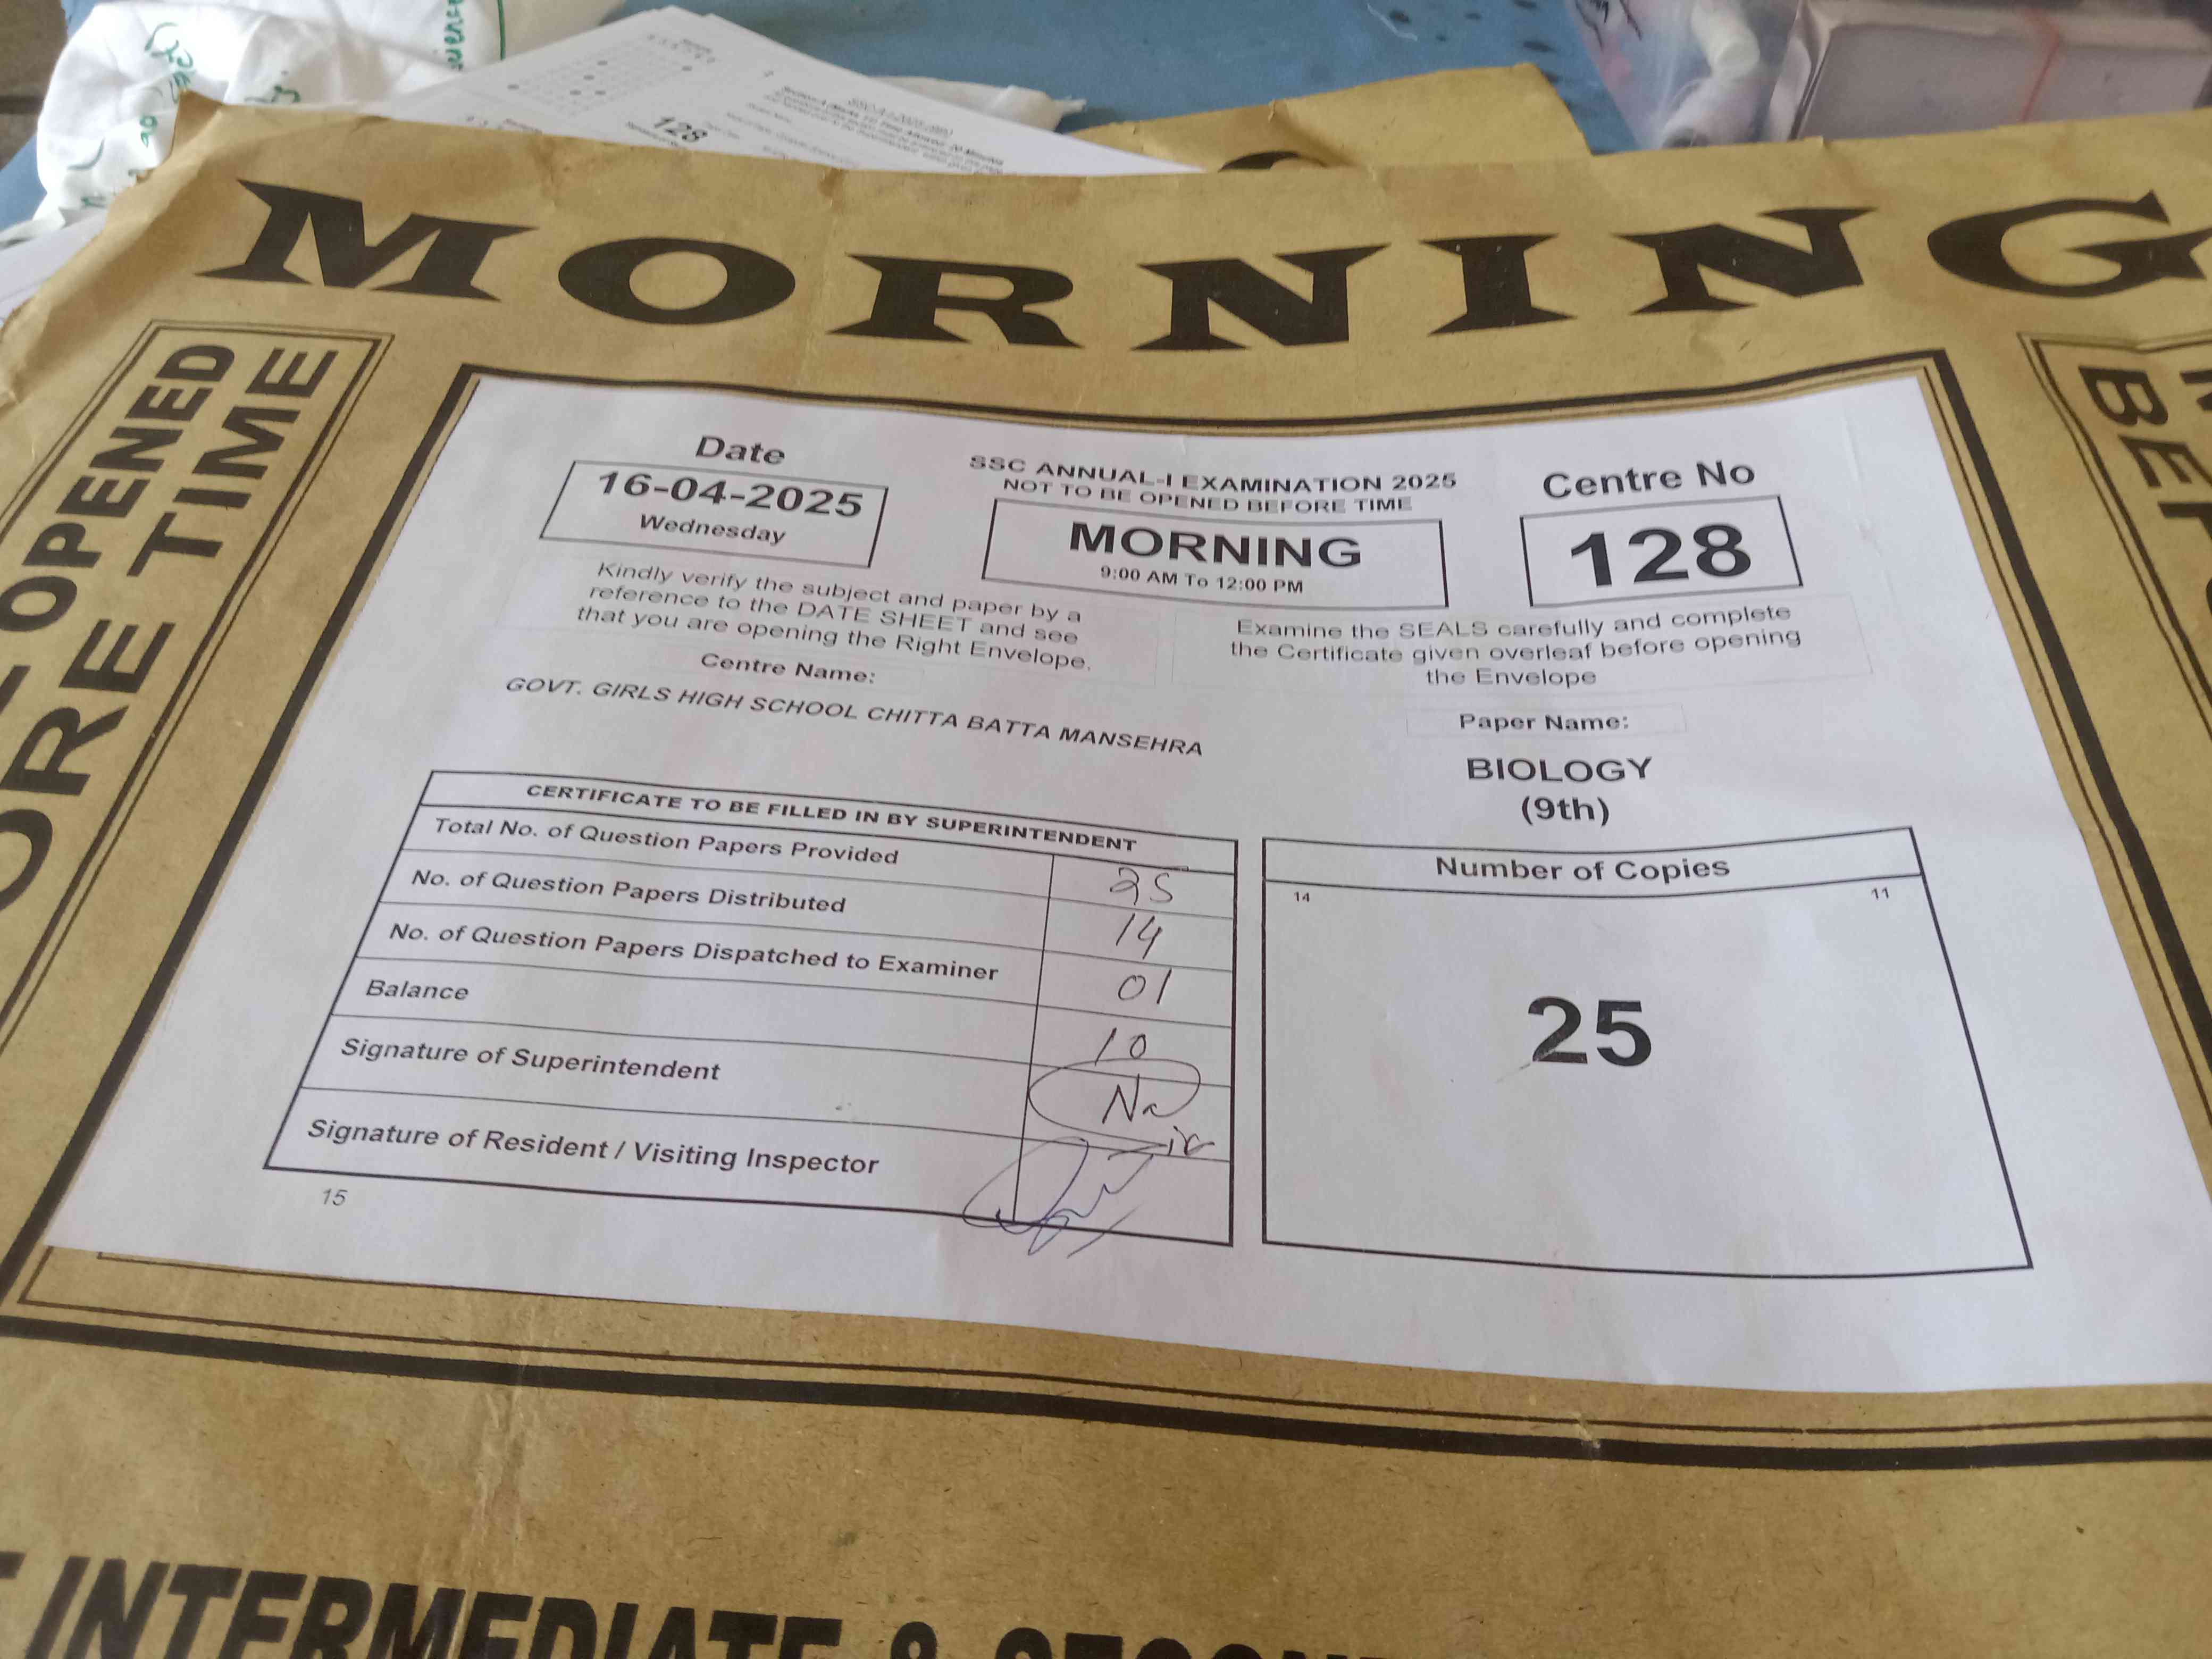 MORNING
OPENED
ORE TIME
BEFO
128
Date
16-04-2025
Wednesday
SSC ANNUAL-I EXAMINATION 2025
NOT TO BE OPENED BEFORE TIME
MORNING
9:00 AM To 12:00 PM
Centre No
128
Kindly verify the subject and paper by a
reference to the DATE SHEET and see
that you are opening the Right Envelope.
Examine the SEALS carefully and complete
the Certificate given overleaf before opening
the Envelope
Centre Name:
GOVT. GIRLS HIGH SCHOOL CHITTA BATTA MANSEHRA
Paper Name:
BIOLOGY
(9th)
CERTIFICATE TO BE FILLED IN BY SUPERINTENDENT
Total No. of Question Papers Provided 25
No. of Question Papers Distributed 14
No. of Question Papers Dispatched to Examiner 01
Balance 10
Signature of Superintendent
Signature of Resident / Visiting Inspector
15
Number of Copies
14 11
25
INTERMEDIATE & SECON